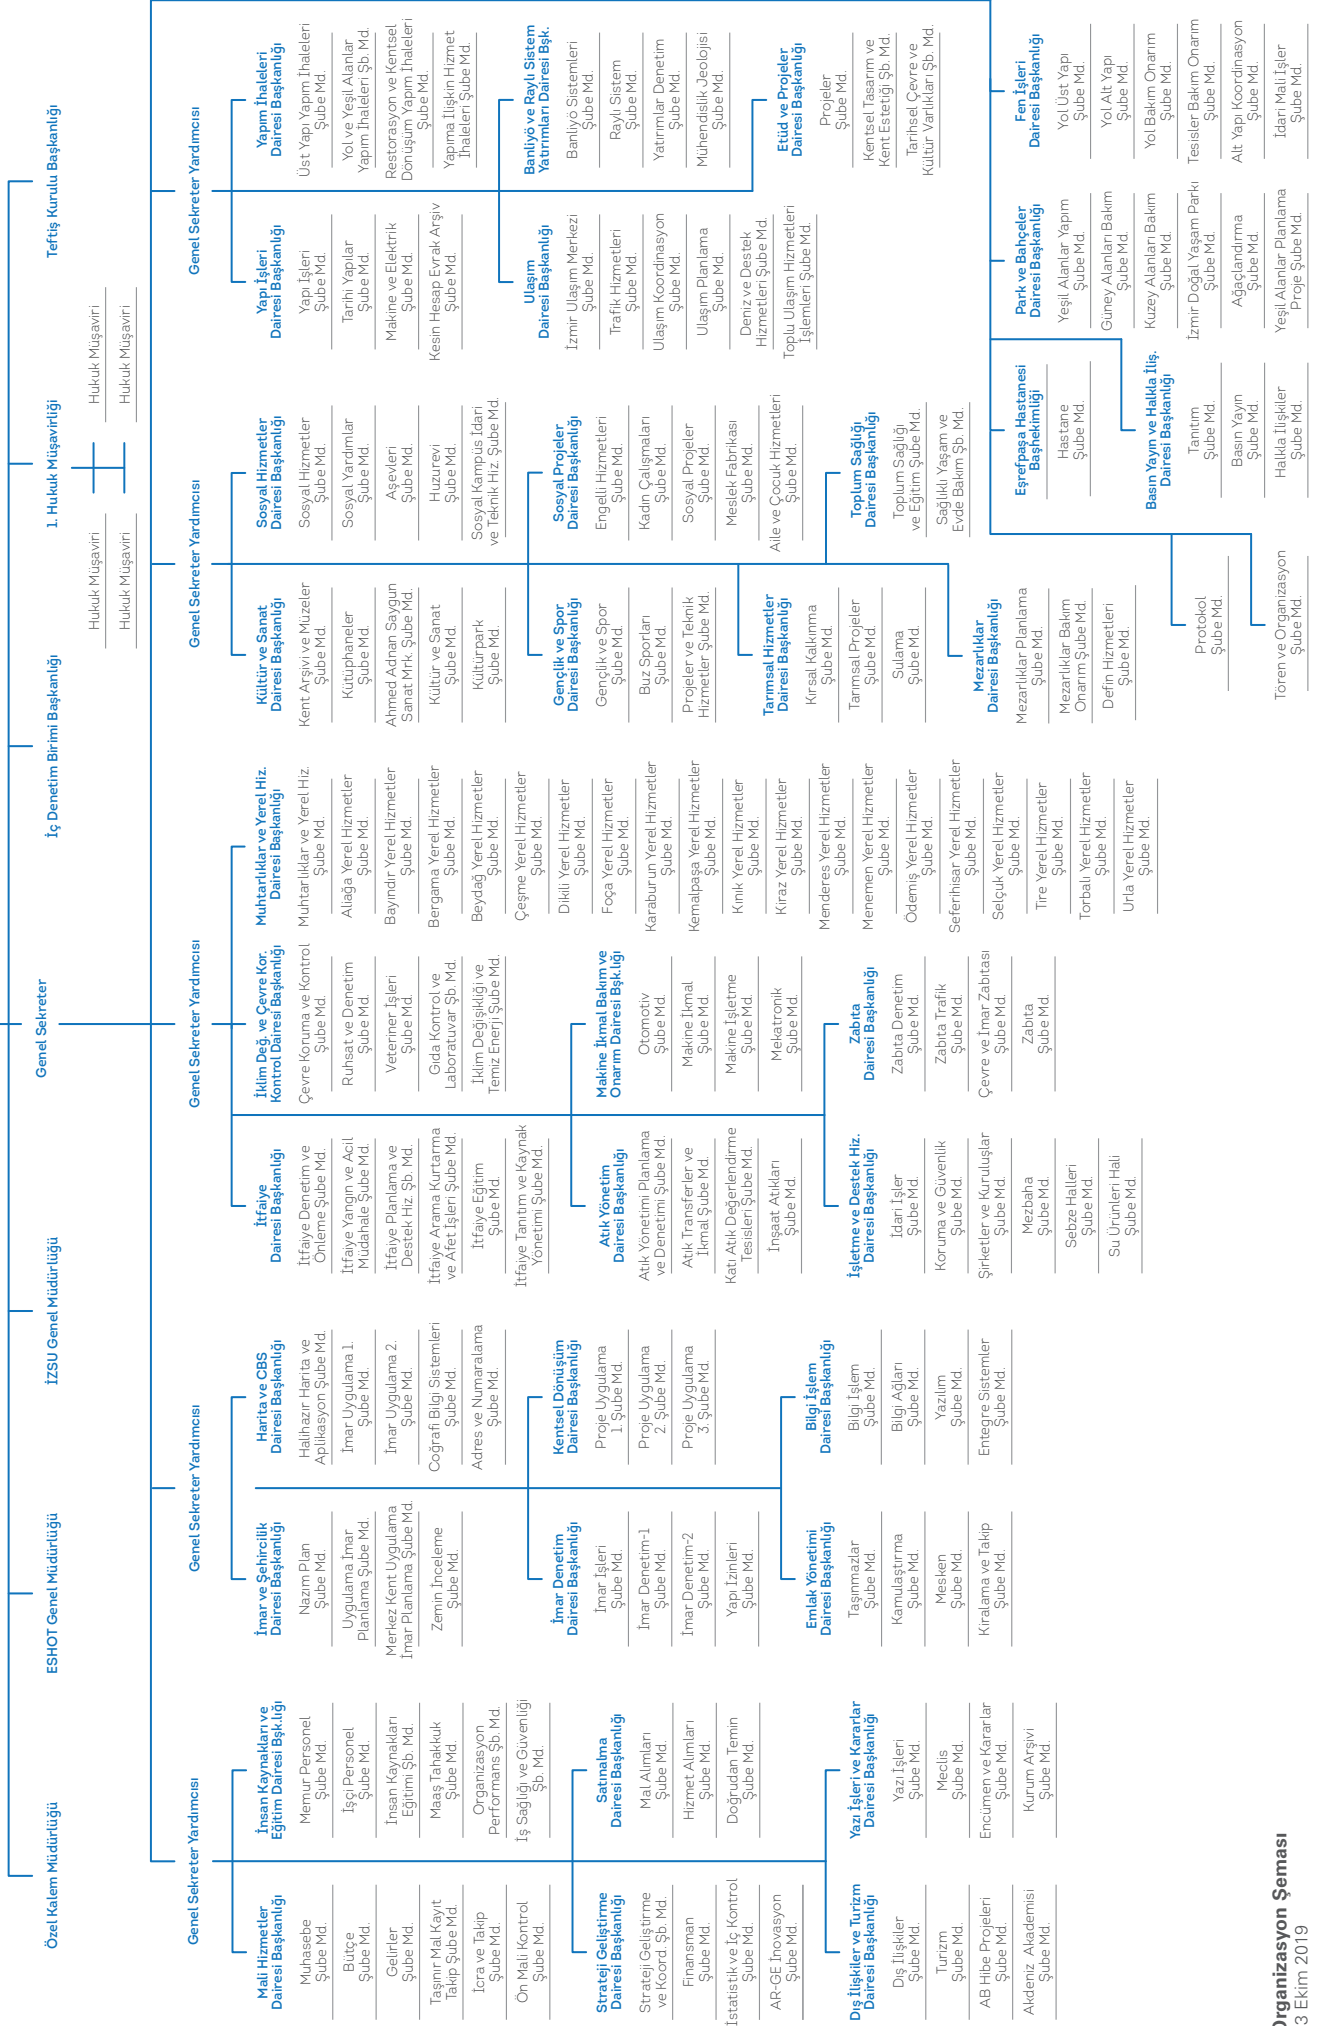 Genel Sekreter
Özel Kalem Müdürlüğü
ESHOT Genel Müdürlüğü
İZSU Genel Müdürlüğü
İç Denetim Birimi Başkanlığı
1. Hukuk Müşavirliği
Teftiş Kurulu Başkanlığı
Hukuk Müşaviri
Hukuk Müşaviri
Hukuk Müşaviri
Hukuk Müşaviri
Genel Sekreter Yardımcısı
Mali Hizmetler
Dairesi Başkanlığı
Muhasebe
Şube Md.
Bütçe
Şube Md.
Gelirler
Şube Md.
Taşınır Mal Kayıt
Takip Şube Md.
İcra ve Takip
Şube Md.
Ön Mali Kontrol
Şube Md.
İnsan Kaynakları ve
Eğitim Dairesi Bşk.lığı
Memur Personel
Şube Md.
İşçi Personel
Şube Md.
İnsan Kaynakları
Eğitimi Şb. Md.
Maaş Tahakkuk
Şube Md.
Organizasyon
Performans Şb. Md.
İş Sağlığı ve Güvenliği
Şb. Md.
Strateji Geliştirme
Dairesi Başkanlığı
Strateji Geliştirme
ve Koord. Şb. Md.
Finansman
Şube Md.
İstatistik ve İç Kontrol
Şube Md.
AR-GE İnovasyon
Şube Md.
Satınalma
Dairesi Başkanlığı
Mal Alımları
Şube Md.
Hizmet Alımları
Şube Md.
Doğrudan Temin
Şube Md.
Dış İlişkiler ve Turizm
Dairesi Başkanlığı
Dış İlişkiler
Şube Md.
Turizm
Şube Md.
AB Hibe Projeleri
Şube Md.
Akdeniz Akademisi
Şube Md.
Yazı İşleri ve Kararlar
Dairesi Başkanlığı
Yazı İşleri
Şube Md.
Meclis
Şube Md.
Encümen ve Kararlar
Şube Md.
Kurum Arşivi
Şube Md.
Genel Sekreter Yardımcısı
İmar ve Şehircilik
Dairesi Başkanlığı
Nazım Plan
Şube Md.
Uygulama İmar
Planlama Şube Md.
Merkez Kent Uygulama
İmar Planlama Şube Md.
Zemin İnceleme
Şube Md.
Harita ve CBS
Dairesi Başkanlığı
Halihazır Harita ve
Aplikasyon Şube Md.
İmar Uygulama 1.
Şube Md.
İmar Uygulama 2.
Şube Md.
Coğrafi Bilgi Sistemleri
Şube Md.
Adres ve Numaralama
Şube Md.
İmar Denetim
Dairesi Başkanlığı
İmar İşleri
Şube Md.
İmar Denetim-1
Şube Md.
İmar Denetim-2
Şube Md.
Yapı İzinleri
Şube Md.
Kentsel Dönüşüm
Dairesi Başkanlığı
Proje Uygulama
1. Şube Md.
Proje Uygulama
2. Şube Md.
Proje Uygulama
3. Şube Md.
Emlak Yönetimi
Dairesi Başkanlığı
Taşınmazlar
Şube Md.
Kamulaştırma
Şube Md.
Mesken
Şube Md.
Kiralama ve Takip
Şube Md.
Bilgi İşlem
Dairesi Başkanlığı
Bilgi İşlem
Şube Md.
Bilgi Ağları
Şube Md.
Yazılım
Şube Md.
Entegre Sistemler
Şube Md.
Genel Sekreter Yardımcısı
İtfaiye
Dairesi Başkanlığı
İtfaiye Denetim ve
Önleme Şube Md.
İtfaiye Yangın ve Acil
Müdahale Şube Md.
İtfaiye Planlama ve
Destek Hiz. Şb. Md.
İtfaiye Arama Kurtarma
ve Afet İşleri Şube Md.
İtfaiye Eğitim
Şube Md.
İtfaiye Tanıtım ve Kaynak
Yönetimi Şube Md.
İklim Değ. ve Çevre Kor.
Kontrol Dairesi Başkanlığı
Çevre Koruma ve Kontrol
Şube Md.
Ruhsat ve Denetim
Şube Md.
Veteriner İşleri
Şube Md.
Gıda Kontrol ve
Laboratuvar Şb. Md.
İklim Değişikliği ve
Temiz Enerji Şube Md.
Muhtarlıklar ve Yerel Hiz.
Dairesi Başkanlığı
Muhtarlıklar ve Yerel Hiz.
Şube Md.
Aliağa Yerel Hizmetler
Şube Md.
Bayındır Yerel Hizmetler
Şube Md.
Bergama Yerel Hizmetler
Şube Md.
Beydağ Yerel Hizmetler
Şube Md.
Çeşme Yerel Hizmetler
Şube Md.
Dikili Yerel Hizmetler
Şube Md.
Foça Yerel Hizmetler
Şube Md.
Karaburun Yerel Hizmetler
Şube Md.
Kemalpaşa Yerel Hizmetler
Şube Md.
Kınık Yerel Hizmetler
Şube Md.
Kiraz Yerel Hizmetler
Şube Md.
Menderes Yerel Hizmetler
Şube Md.
Menemen Yerel Hizmetler
Şube Md.
Ödemiş Yerel Hizmetler
Şube Md.
Seferihisar Yerel Hizmetler
Şube Md.
Selçuk Yerel Hizmetler
Şube Md.
Tire Yerel Hizmetler
Şube Md.
Torbalı Yerel Hizmetler
Şube Md.
Urla Yerel Hizmetler
Şube Md.
Atık Yönetim
Dairesi Başkanlığı
Atık Yönetimi Planlama
ve Denetimi Şube Md.
Atık Transferler ve
İkmal Şube Md.
Katı Atık Değerlendirme
Tesisleri Şube Md.
İnşaat Atıkları
Şube Md.
Makine İkmal Bakım ve
Onarım Dairesi Bşk.lığı
Otomotiv
Şube Md.
Makine İkmal
Şube Md.
Makine İşletme
Şube Md.
Mekatronik
Şube Md.
İşletme ve Destek Hiz.
Dairesi Başkanlığı
İdari İşler
Şube Md.
Koruma ve Güvenlik
Şube Md.
Şirketler ve Kuruluşlar
Şube Md.
Mezbaha
Şube Md.
Sebze Halleri
Şube Md.
Su Ürünleri Hali
Şube Md.
Zabıta
Dairesi Başkanlığı
Zabıta Denetim
Şube Md.
Zabıta Trafik
Şube Md.
Çevre ve İmar Zabıtası
Şube Md.
Zabıta
Şube Md.
Genel Sekreter Yardımcısı
Kültür ve Sanat
Dairesi Başkanlığı
Kent Arşivi ve Müzeler
Şube Md.
Kütüphaneler
Şube Md.
Ahmed Adnan Saygun
Sanat Mrk. Şube Md.
Kültür ve Sanat
Şube Md.
Kültürpark
Şube Md.
Sosyal Hizmetler
Dairesi Başkanlığı
Sosyal Hizmetler
Şube Md.
Sosyal Yardımlar
Şube Md.
Aşevleri
Şube Md.
Huzurevi
Şube Md.
Sosyal Kampüs İdari
ve Teknik Hiz. Şube Md.
Gençlik ve Spor
Dairesi Başkanlığı
Gençlik ve Spor
Şube Md.
Buz Sporları
Şube Md.
Projeler ve Teknik
Hizmetler Şube Md.
Sosyal Projeler
Dairesi Başkanlığı
Engelli Hizmetleri
Şube Md.
Kadın Çalışmaları
Şube Md.
Sosyal Projeler
Şube Md.
Meslek Fabrikası
Şube Md.
Aile ve Çocuk Hizmetleri
Şube Md.
Tarımsal Hizmetler
Dairesi Başkanlığı
Kırsal Kalkınma
Şube Md.
Tarımsal Projeler
Şube Md.
Sulama
Şube Md.
Toplum Sağlığı
Dairesi Başkanlığı
Toplum Sağlığı
ve Eğitim Şube Md.
Sağlıklı Yaşam ve
Evde Bakım Şb. Md.
Mezarlıklar
Dairesi Başkanlığı
Mezarlıklar Planlama
Şube Md.
Mezarlıklar Bakım
Onarım Şube Md.
Defin Hizmetleri
Şube Md.
Genel Sekreter Yardımcısı
Yapı İşleri
Dairesi Başkanlığı
Yapı İşleri
Şube Md.
Tarihi Yapılar
Şube Md.
Makine ve Elektrik
Şube Md.
Kesin Hesap Evrak Arşiv
Şube Md.
Yapım İhaleleri
Dairesi Başkanlığı
Üst Yapı Yapım İhaleleri
Şube Md.
Yol ve Yeşil Alanlar
Yapım İhaleleri Şb. Md.
Restorasyon ve Kentsel
Dönüşüm Yapım İhaleleri
Şube Md.
Yapıma İlişkin Hizmet
İhaleleri Şube Md.
Ulaşım
Dairesi Başkanlığı
İzmir Ulaşım Merkezi
Şube Md.
Trafik Hizmetleri
Şube Md.
Ulaşım Koordinasyon
Şube Md.
Ulaşım Planlama
Şube Md.
Deniz ve Destek
Hizmetleri Şube Md.
Toplu Ulaşım Hizmetleri
İşlemleri Şube Md.
Banliyö ve Raylı Sistem
Yatırımları Dairesi Bşk.
Banliyö Sistemleri
Şube Md.
Raylı Sistem
Şube Md.
Yatırımlar Denetim
Şube Md.
Mühendislik Jeolojisi
Şube Md.
Etüd ve Projeler
Dairesi Başkanlığı
Projeler
Şube Md.
Kentsel Tasarım ve
Kent Estetiği Şb. Md.
Tarihsel Çevre ve
Kültür Varlıkları Şb. Md.
Fen İşleri
Dairesi Başkanlığı
Yol Üst Yapı
Şube Md.
Yol Alt Yapı
Şube Md.
Yol Bakım Onarım
Şube Md.
Tesisler Bakım Onarım
Şube Md.
Alt Yapı Koordinasyon
Şube Md.
İdari Mali İşler
Şube Md.
Park ve Bahçeler
Dairesi Başkanlığı
Yeşil Alanlar Yapım
Şube Md.
Güney Alanları Bakım
Şube Md.
Kuzey Alanları Bakım
Şube Md.
İzmir Doğal Yaşam Parkı
Şube Md.
Ağaçlandırma
Şube Md.
Yeşil Alanlar Planlama
Proje Şube Md.
Eşrefpaşa Hastanesi
Başhekimliği
Hastane
Şube Md.
Basın Yayın ve Halkla İliş.
Dairesi Başkanlığı
Tanıtım
Şube Md.
Basın Yayın
Şube Md.
Halkla İlişkiler
Şube Md.
Protokol
Şube Md.
Tören ve Organizasyon
Şube Md.
Organizasyon Şeması
3 Ekim 2019